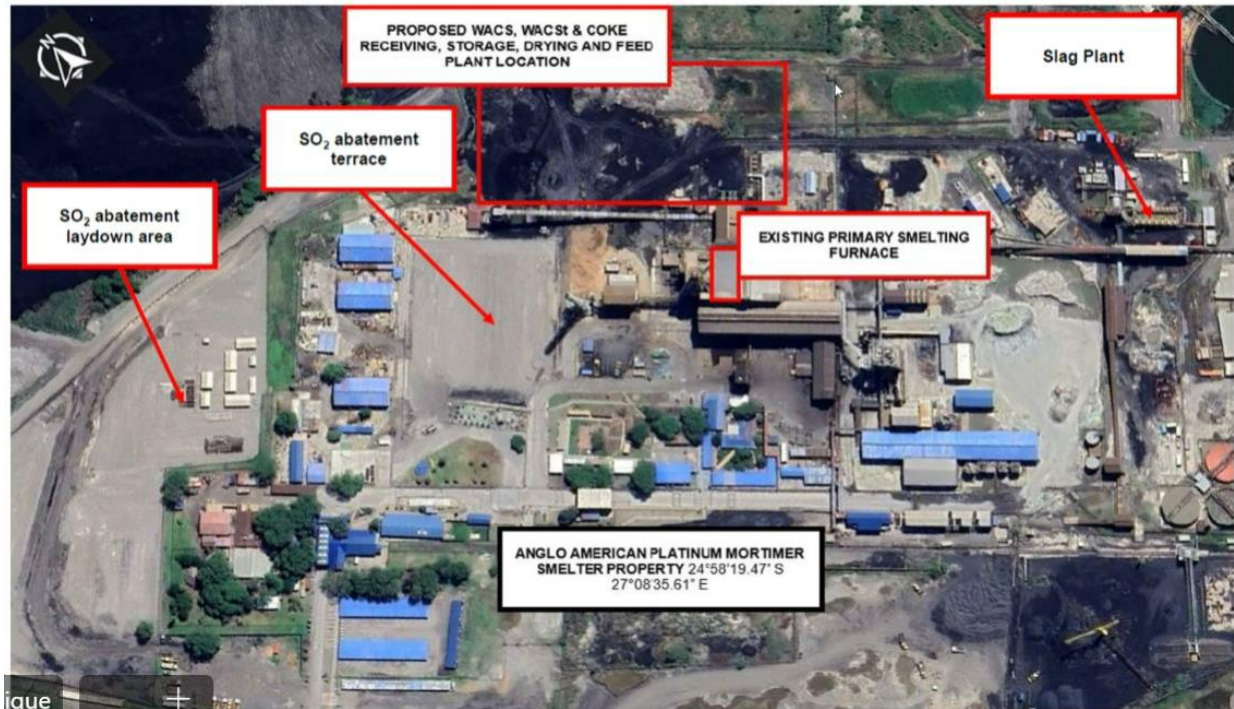 PROPOSED WACS, WACSt & COKE
RECEIVING, STORAGE, DRYING AND FEED
PLANT LOCATION
Slag Plant
SO₂ abatement
terrace
SO₂ abatement
laydown area
EXISTING PRIMARY SMELTING
FURNACE
ANGLO AMERICAN PLATINUM MORTIMER
SMELTER PROPERTY 24°58'19.47" S
27°08'35.61" E
ique